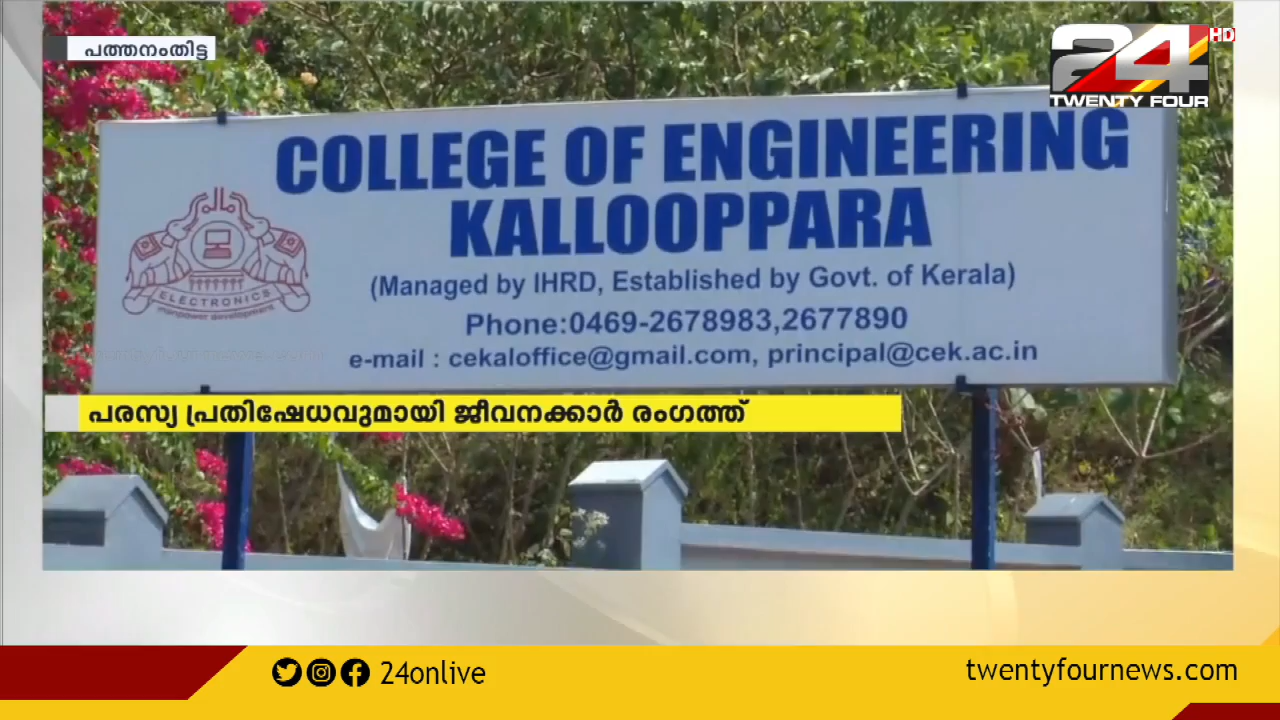 പത്തനംതിട്ട
24 HD
TWENTY FOUR
COLLEGE OF ENGINEERING
KALLOOPPARA
(Managed by IHRD, Established by Govt. of Kerala)
Phone:0469-2678983,2677890
e-mail : cekaloffice@gmail.com, principal@cek.ac.in
ELECTRONICS
manpower development
പരസ്യ പ്രതിഷേധവുമായി ജീവനക്കാർ രംഗത്ത്
24onlive
twentyfournews.com